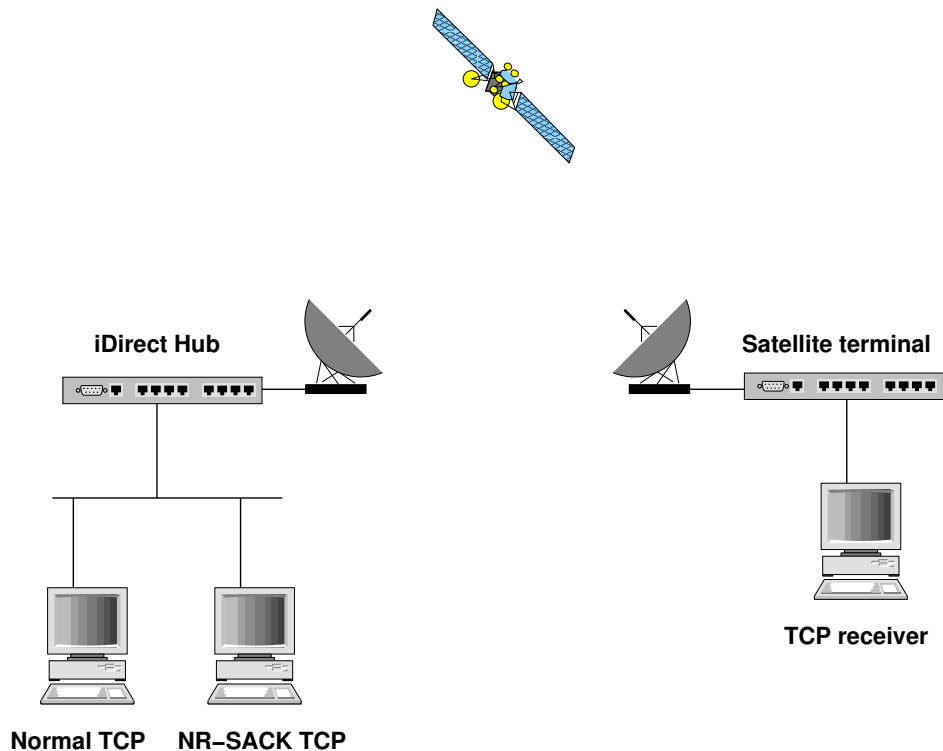 iDirect Hub
Satellite terminal
TCP receiver
Normal TCP
NR−SACK TCP